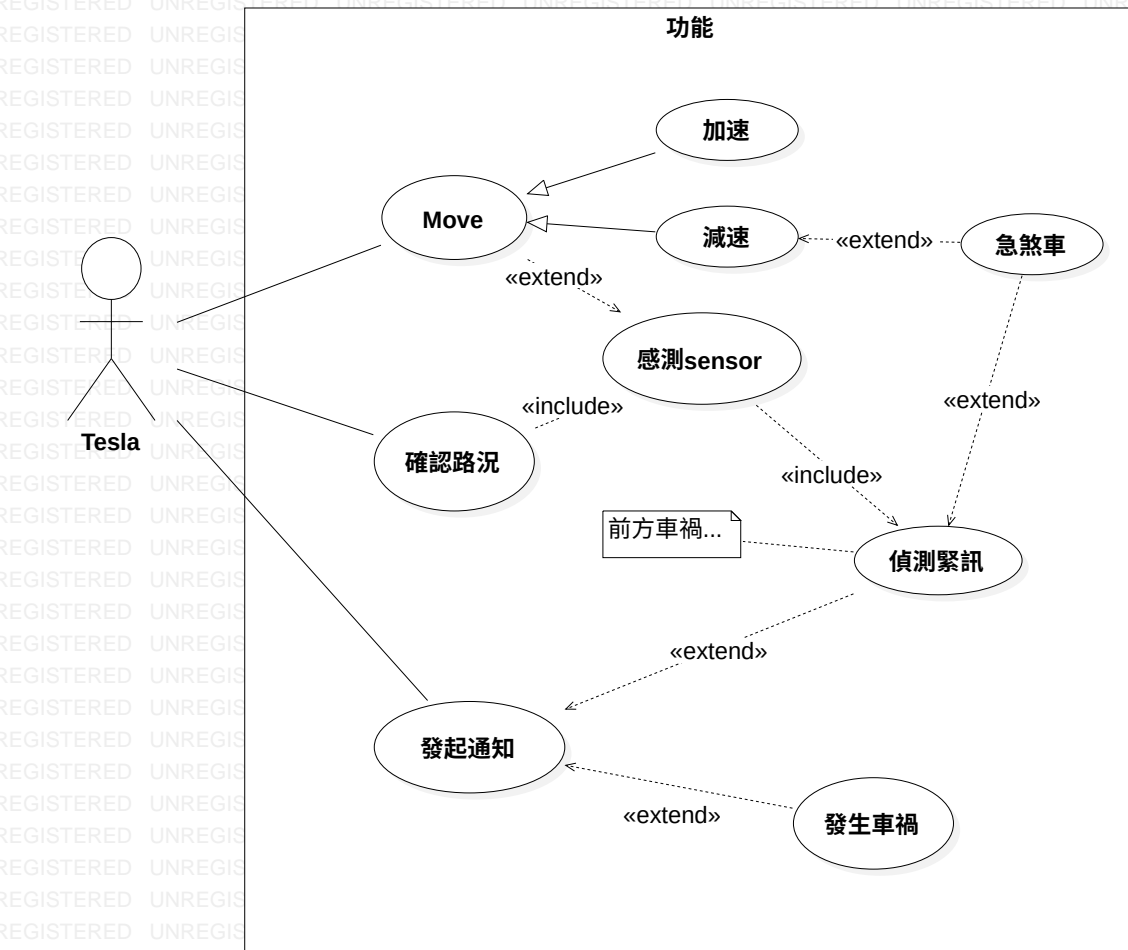 功能
加速
Move
減速
«extend»
急煞車
«extend»
感測sensor
«include»
«extend»
Tesla
確認路況
«include»
前方車禍...
偵測緊訊
«extend»
發起通知
«extend»
發生車禍
UNREGISTERED